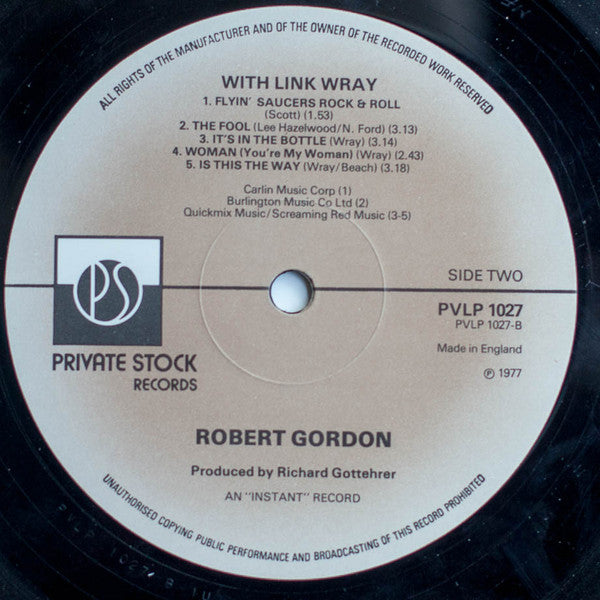 ALL RIGHTS OF THE MANUFACTURER AND OF THE OWNER OF THE RECORDED WORK RESERVED
WITH LINK WRAY
1. FLYIN' SAUCERS ROCK & ROLL
(Scott) (1.53)
2. THE FOOL (Lee Hazelwood/N. Ford) (3.13)
3. IT'S IN THE BOTTLE (Wray) (3.14)
4. WOMAN (You're My Woman) (Wray) (2.43)
5. IS THIS THE WAY (Wray/Beach) (3.18)
Carlin Music Corp (1)
Burlington Music Co Ltd (2)
Quickmix Music/Screaming Red Music (3-5)
PS
PRIVATE STOCK
RECORDS
SIDE TWO
PVLP 1027
PVLP 1027-B
Made in England
℗ 1977
ROBERT GORDON
Produced by Richard Gottehrer
AN "INSTANT" RECORD
UNAUTHORISED COPYING PUBLIC PERFORMANCE AND BROADCASTING OF THIS RECORD PROHIBITED